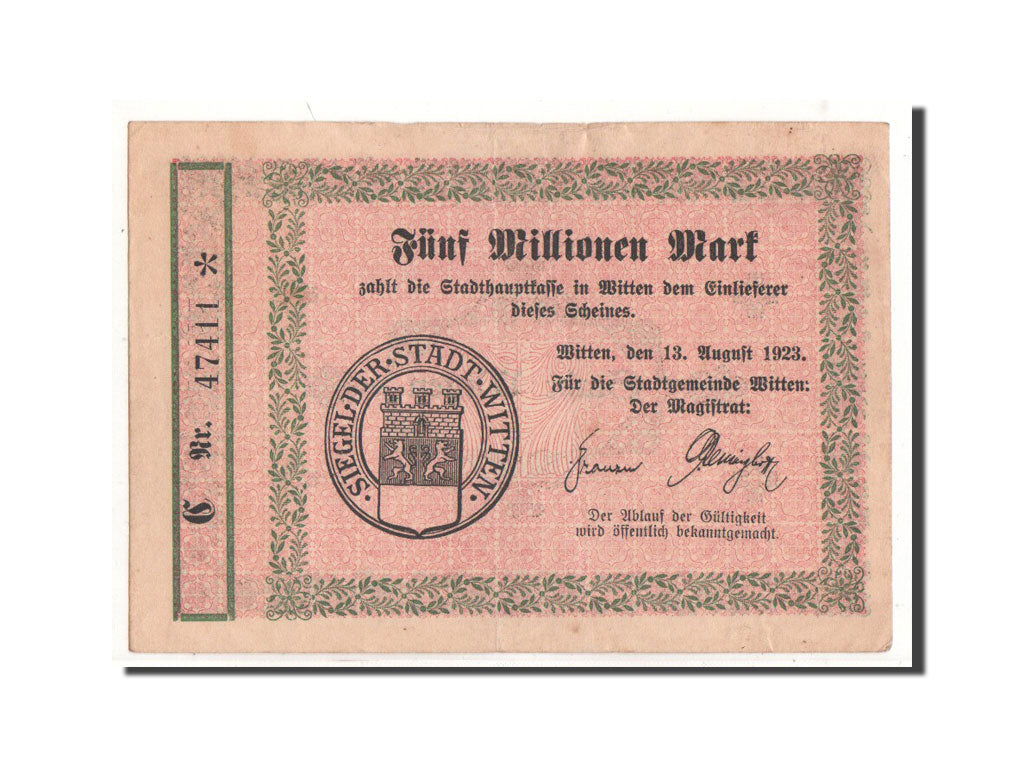 C Nr. 47411 *
Fünf Millionen Mark
zahlt die Stadthauptkasse in Witten dem Einlieferer
dieses Scheines.
Witten, den 13. August 1923.
Für die Stadtgemeinde Witten:
Der Magistrat:
SIEGEL·DER·STADT·WITTEN·
Der Ablauf der Gültigkeit
wird öffentlich bekanntgemacht.